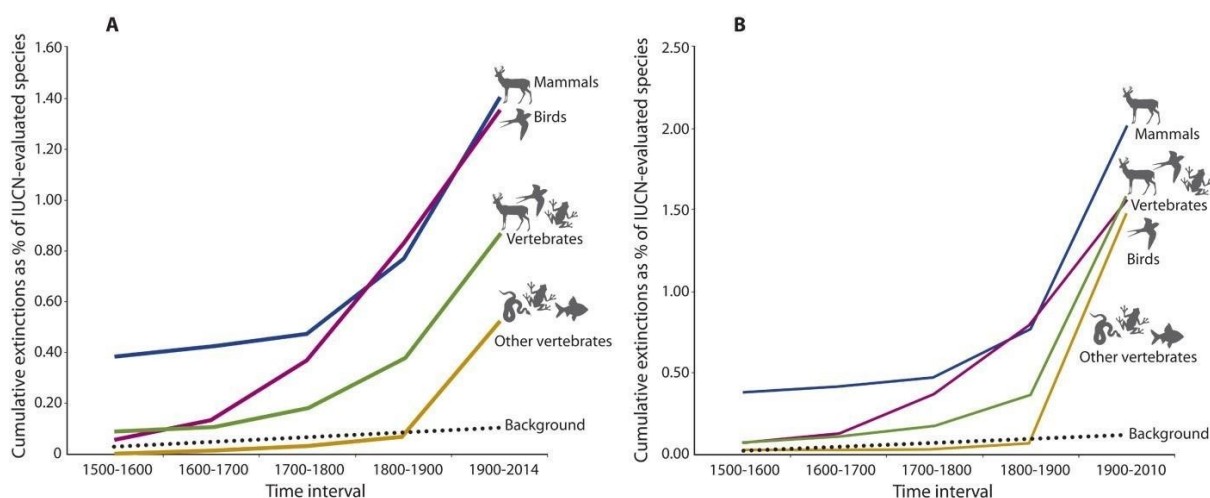 A
Cumulative extinctions as % of IUCN-evaluated species
1.60
1.40
1.20
1.00
0.80
0.60
0.40
0.20
0
Mammals
Birds
Vertebrates
Other vertebrates
Background
1500-1600 1600-1700 1700-1800 1800-1900 1900-2014
Time interval
B
Cumulative extinctions as % of IUCN-evaluated species
2.50
2.00
1.50
1.00
0.50
0.00
Mammals
Vertebrates
Birds
Other vertebrates
Background
1500-1600 1600-1700 1700-1800 1800-1900 1900-2010
Time interval